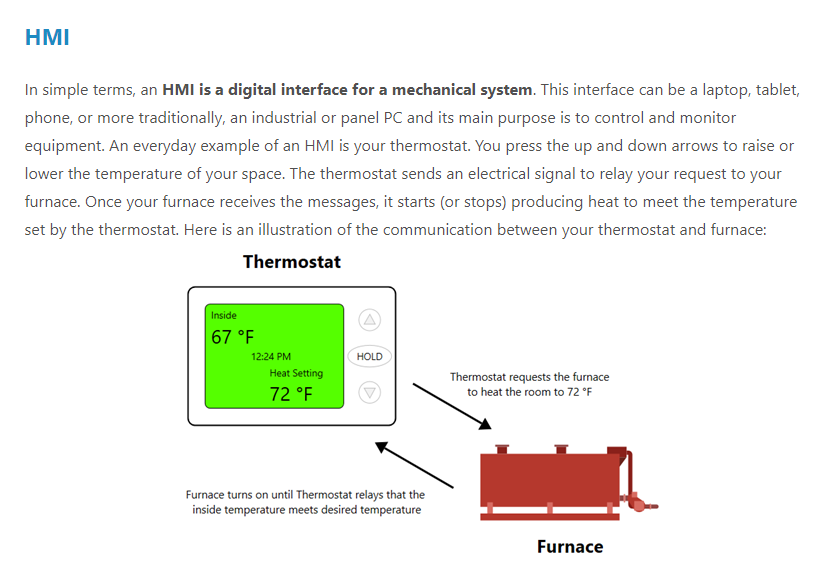 HMI
In simple terms, an HMI is a digital interface for a mechanical system. This interface can be a laptop, tablet,
phone, or more traditionally, an industrial or panel PC and its main purpose is to control and monitor
equipment. An everyday example of an HMI is your thermostat. You press the up and down arrows to raise or
lower the temperature of your space. The thermostat sends an electrical signal to relay your request to your
furnace. Once your furnace receives the messages, it starts (or stops) producing heat to meet the temperature
set by the thermostat. Here is an illustration of the communication between your thermostat and furnace:
Thermostat
Inside
67 °F
12:24 PM
Heat Setting
72 °F
HOLD
Thermostat requests the furnace
to heat the room to 72 °F
Furnace turns on until Thermostat relays that the
inside temperature meets desired temperature
Furnace